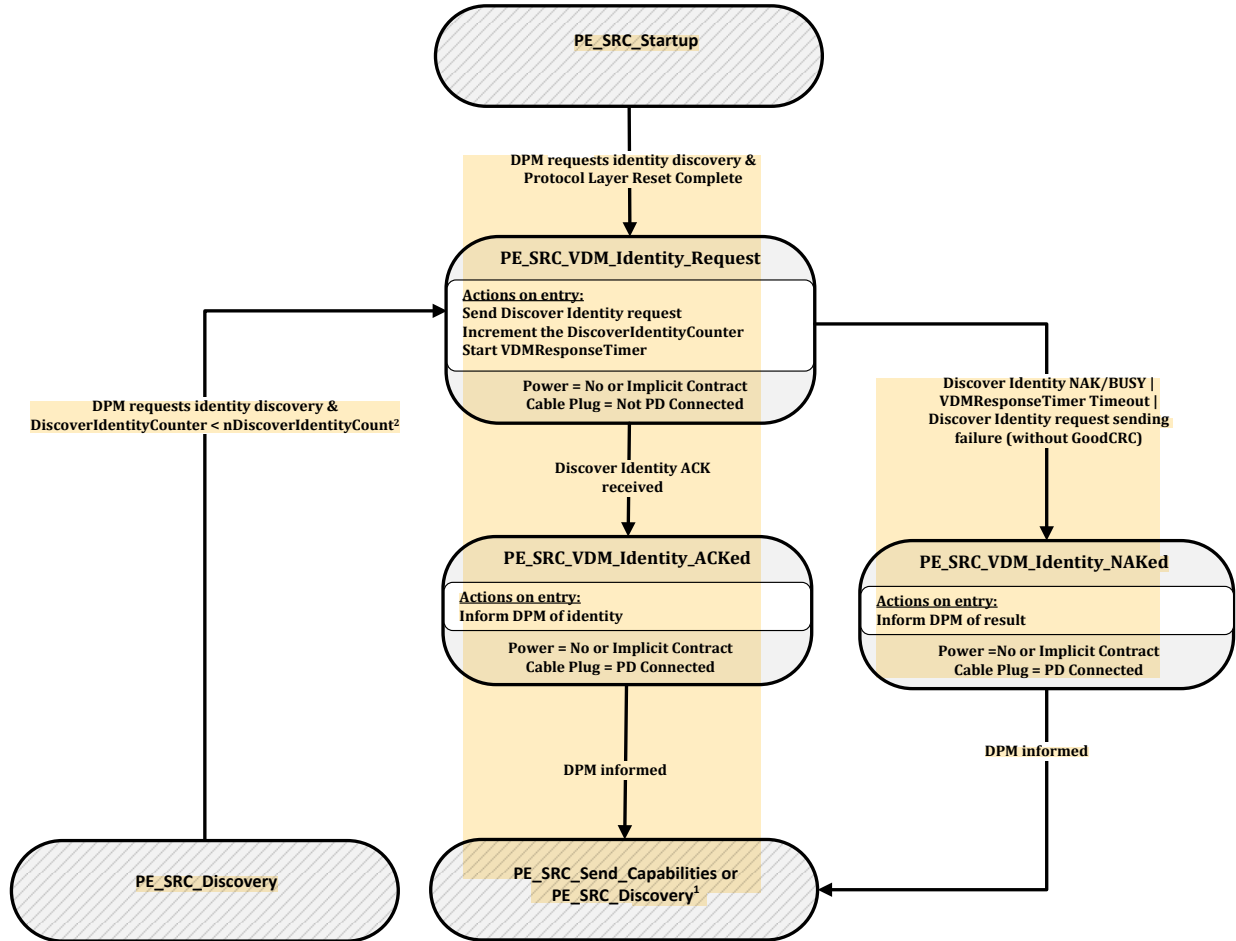 PE_SRC_Startup
DPM requests identity discovery &
Protocol Layer Reset Complete
PE_SRC_VDM_Identity_Request
Actions on entry:
Send Discover Identity request
Increment the DiscoverIdentityCounter
Start VDMResponseTimer
Power = No or Implicit Contract
Cable Plug = Not PD Connected
DPM requests identity discovery &
DiscoverIdentityCounter < nDiscoverIdentityCount²
Discover Identity NAK/BUSY |
VDMResponseTimer Timeout |
Discover Identity request sending
failure (without GoodCRC)
Discover Identity ACK
received
PE_SRC_VDM_Identity_ACKed
Actions on entry:
Inform DPM of identity
Power = No or Implicit Contract
Cable Plug = PD Connected
PE_SRC_VDM_Identity_NAKed
Actions on entry:
Inform DPM of result
Power =No or Implicit Contract
Cable Plug = PD Connected
DPM informed
DPM informed
PE_SRC_Discovery
PE_SRC_Send_Capabilities or
PE_SRC_Discovery¹